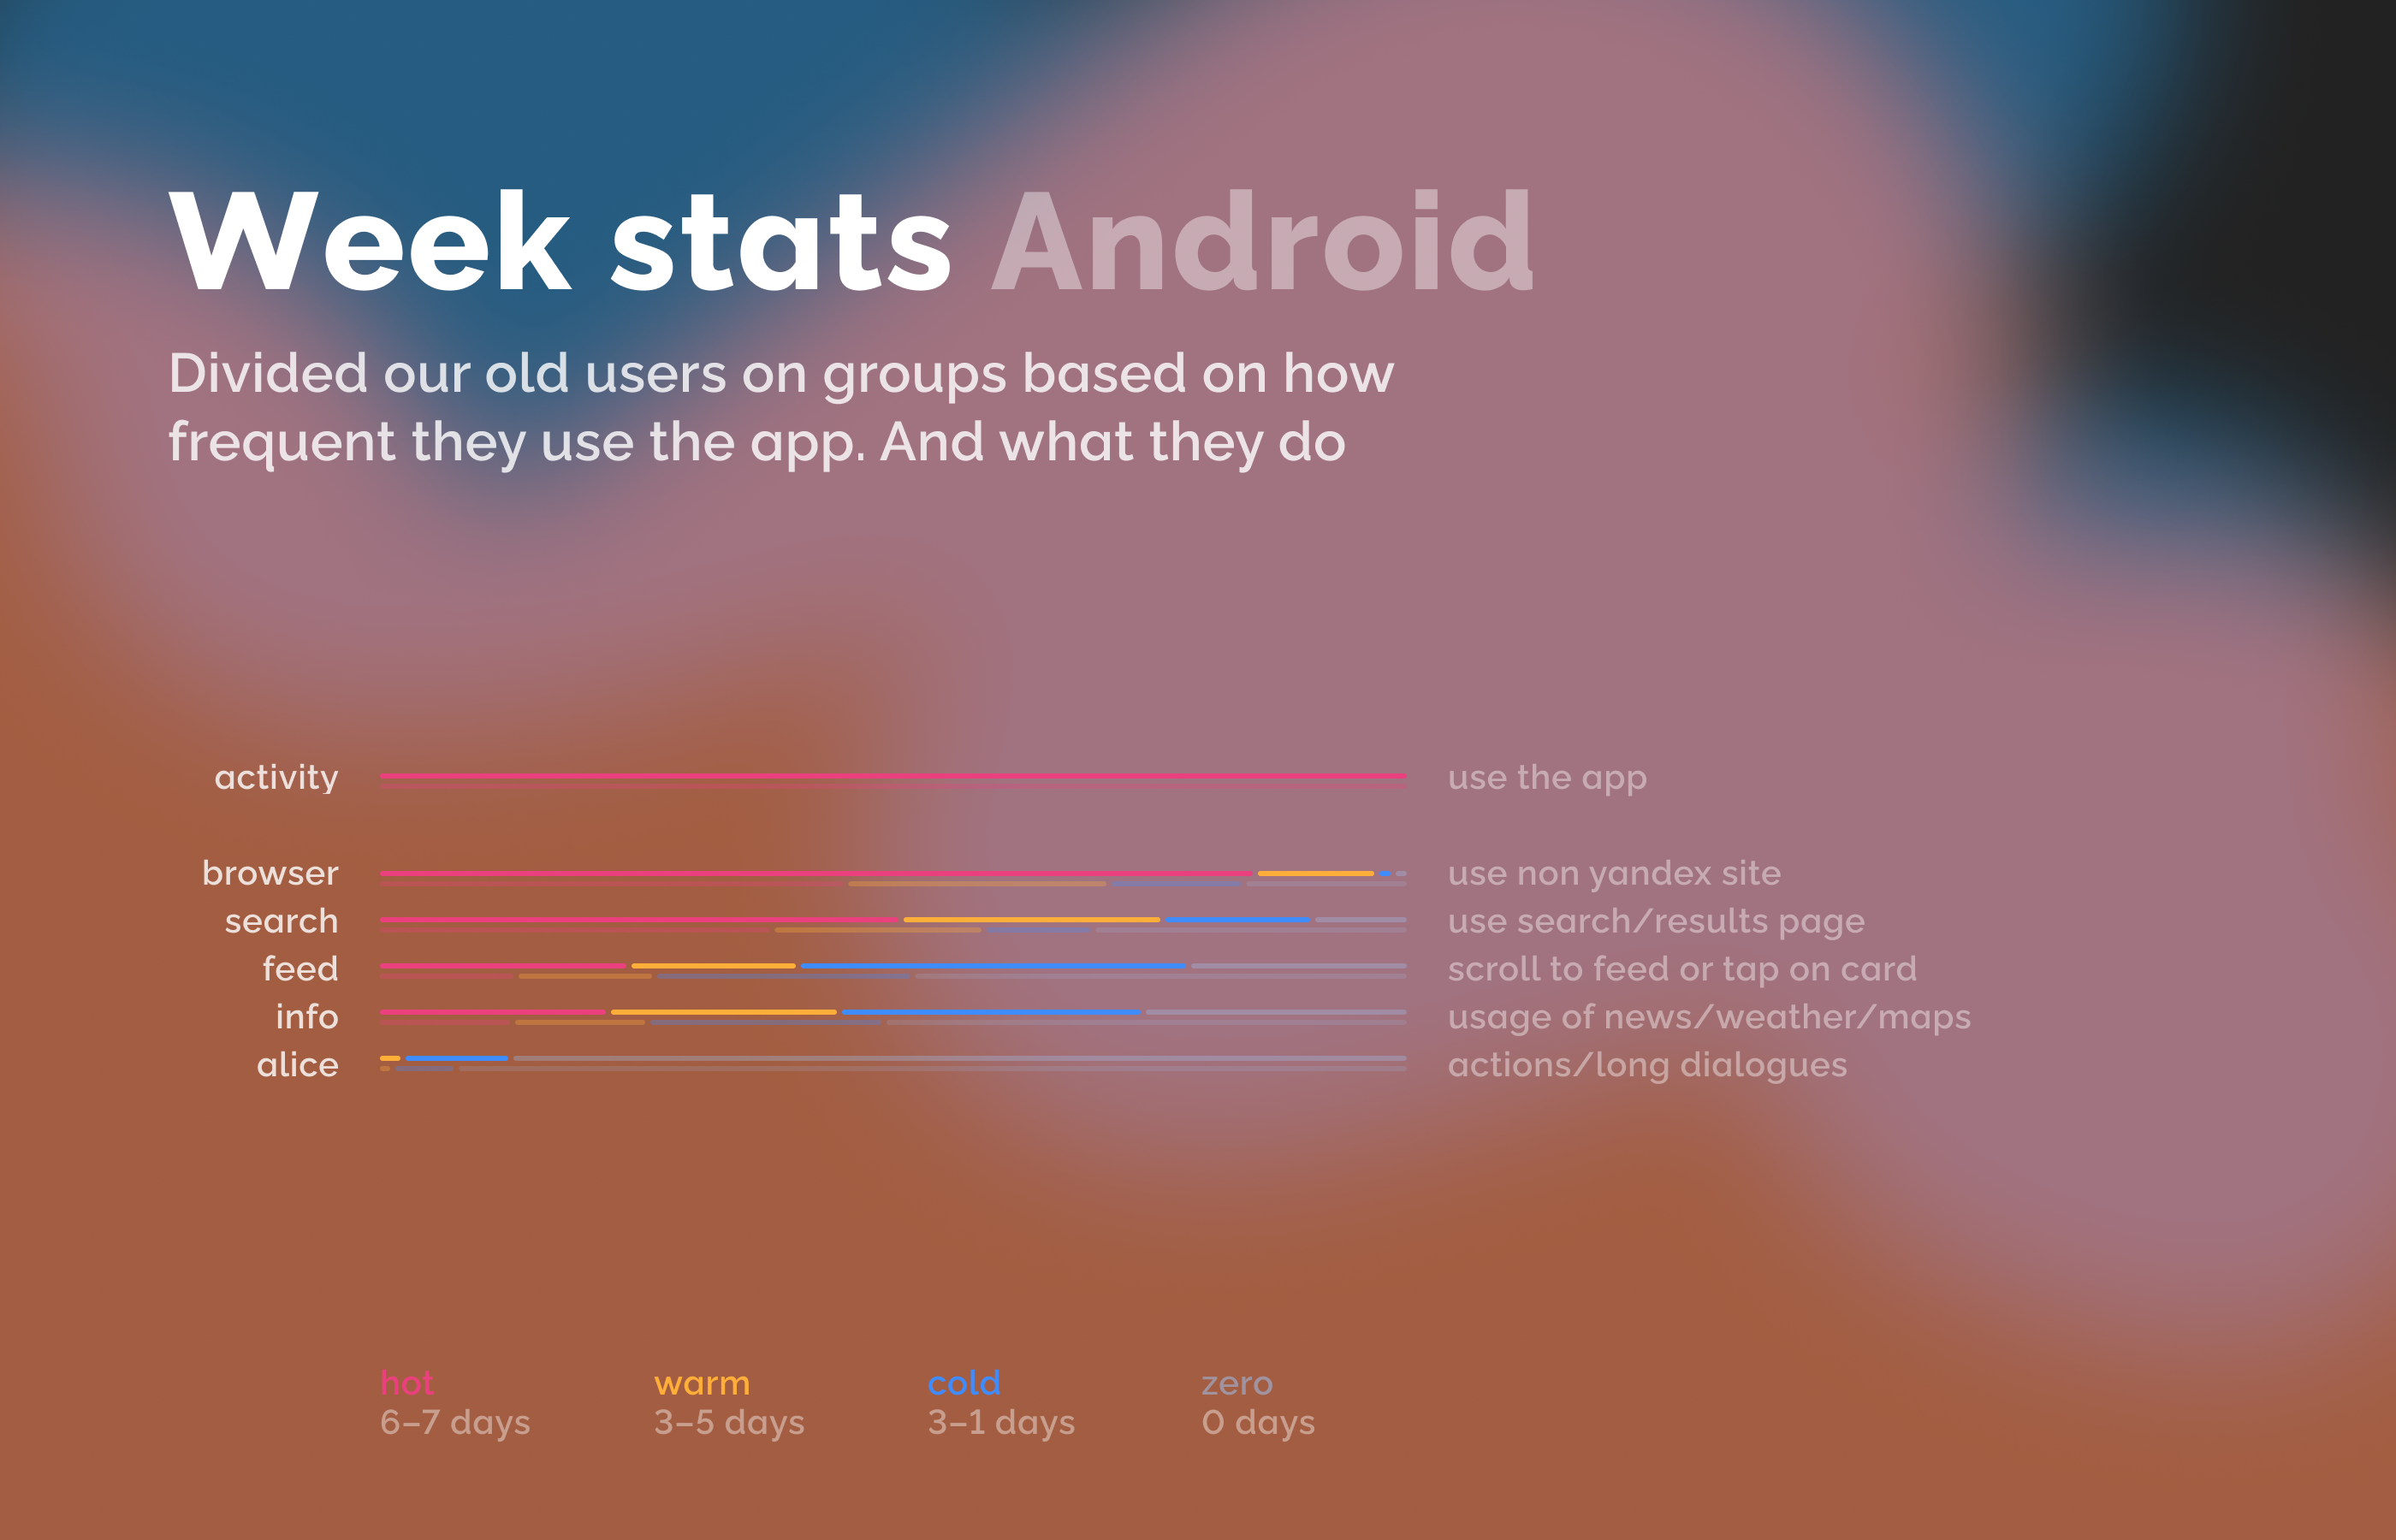 Week stats Android
Divided our old users on groups based on how
frequent they use the app. And what they do
activity use the app
browser use non yandex site
search use search/results page
feed scroll to feed or tap on card
info usage of news/weather/maps
alice actions/long dialogues
hot warm cold zero
6–7 days 3–5 days 3–1 days 0 days